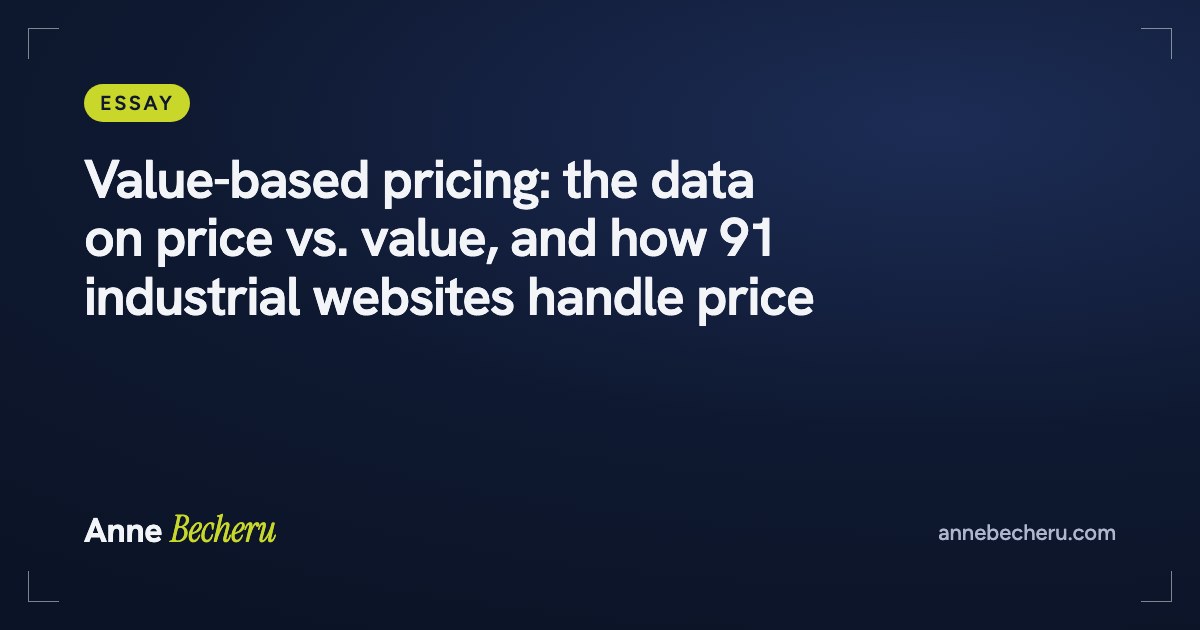 ESSAY
Value-based pricing: the data
on price vs. value, and how 91
industrial websites handle price
Anne Becheru
annebecheru.com